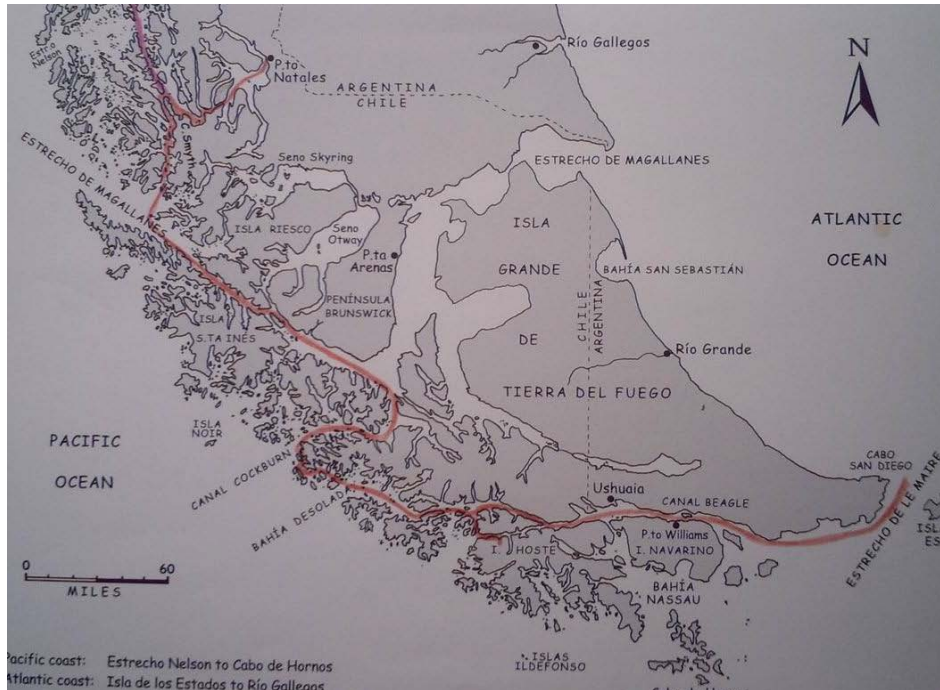 Estro
Nelson
P.to
Natales
Río Gallegos
N
ARGENTINA
CHILE
C. Smyth
ESTRECHO DE MAGALLANES
Seno Skyring
ESTRECHO DE MAGALLANES
ISLA RIESCO
Seno
Otway
P.ta
Arenas
PENÍNSULA
BRUNSWICK
ISLA
GRANDE
DE
TIERRA DEL FUEGO
ATLANTIC
OCEAN
BAHÍA SAN SEBASTIÁN
CHILE
ARGENTINA
Río Grande
ISLA
S.TA INÉS
ISLA
NOIR
PACIFIC
OCEAN
CANAL COCKBURN
BAHÍA DESOLADA
CABO
SAN DIEGO
ESTRECHO DE LE MAIRE
Ushuaia
CANAL BEAGLE
P.to Williams
I. NAVARINO
I. HOSTE
BAHÍA
NASSAU
ISLAS
ILDEFONSO
0 60
MILES
Pacific coast: Estrecho Nelson to Cabo de Hornos
Atlantic coast: Isla de los Estados to Río Gallegos